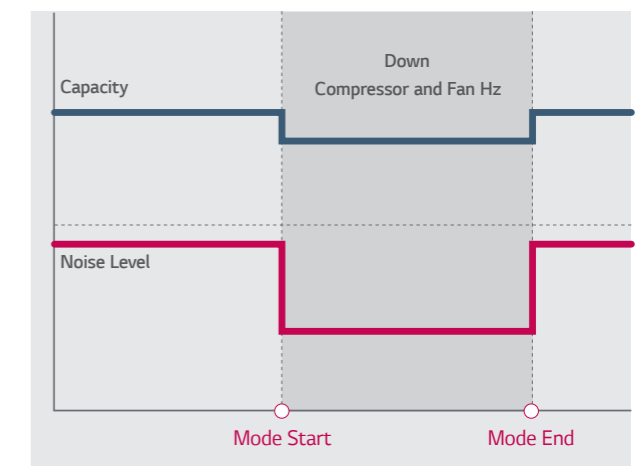 Down
Compressor and Fan Hz
Capacity
Noise Level
Mode Start
Mode End